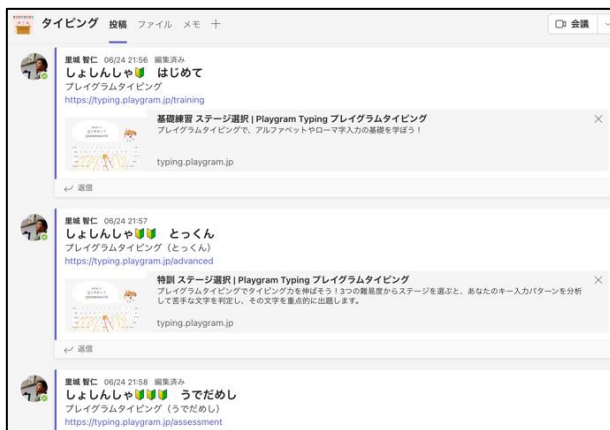 タイピング 投稿 ファイル メモ +
会議
里城 智仁 06/24 21:56 編集済み
しょしんしゃ🔰 はじめて
プレイグラムタイピング
https://typing.playgram.jp/training
基礎練習 ステージ選択 | Playgram Typing プレイグラムタイピング
プレイグラムタイピングで、アルファベットやローマ字入力の基礎を学ぼう！
typing.playgram.jp
返信
里城 智仁 06/24 21:57
しょしんしゃ🔰🔰 とっくん
プレイグラムタイピング（とっくん）
https://typing.playgram.jp/advanced
特訓 ステージ選択 | Playgram Typing プレイグラムタイピング
プレイグラムタイピングでタイピング力を伸ばそう！3つの難易度からステージを選ぶと、あなたのキー入力パターンを分析
して苦手な文字を判定し、その文字を重点的に出題します。
typing.playgram.jp
返信
里城 智仁 06/24 21:58 編集済み
しょしんしゃ🔰🔰🔰 うでだめし
プレイグラムタイピング（うでだめし）
https://typing.playgram.jp/assessment